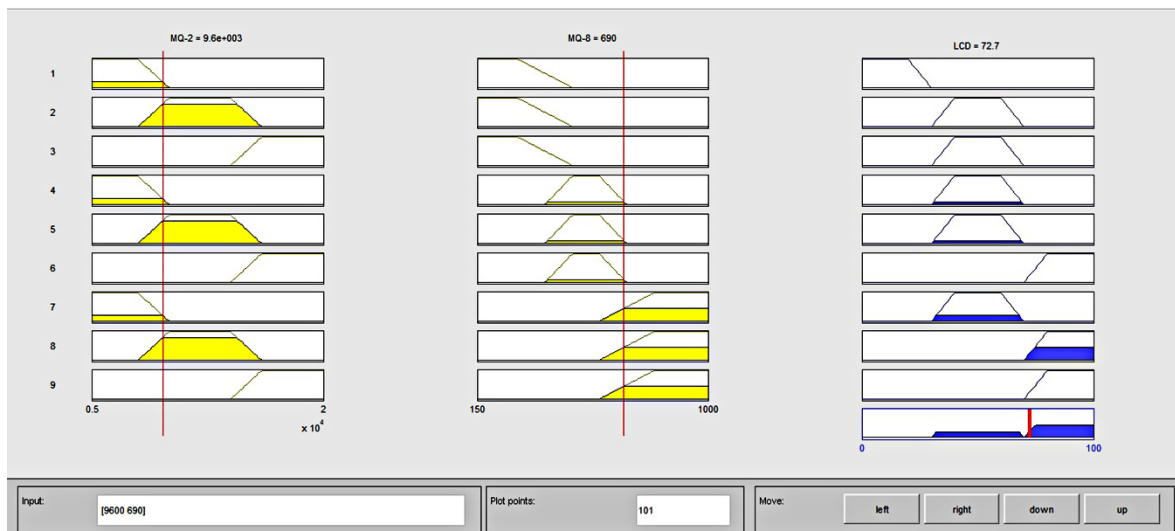 MQ-2 = 9.6e+003
MQ-8 = 690
LCD = 72.7
1
2
3
4
5
6
7
8
9
0.5
2
150
1000
x 10^4
0
100
Input:
[9600 690]
Plot points:
101
Move:
left
right
down
up